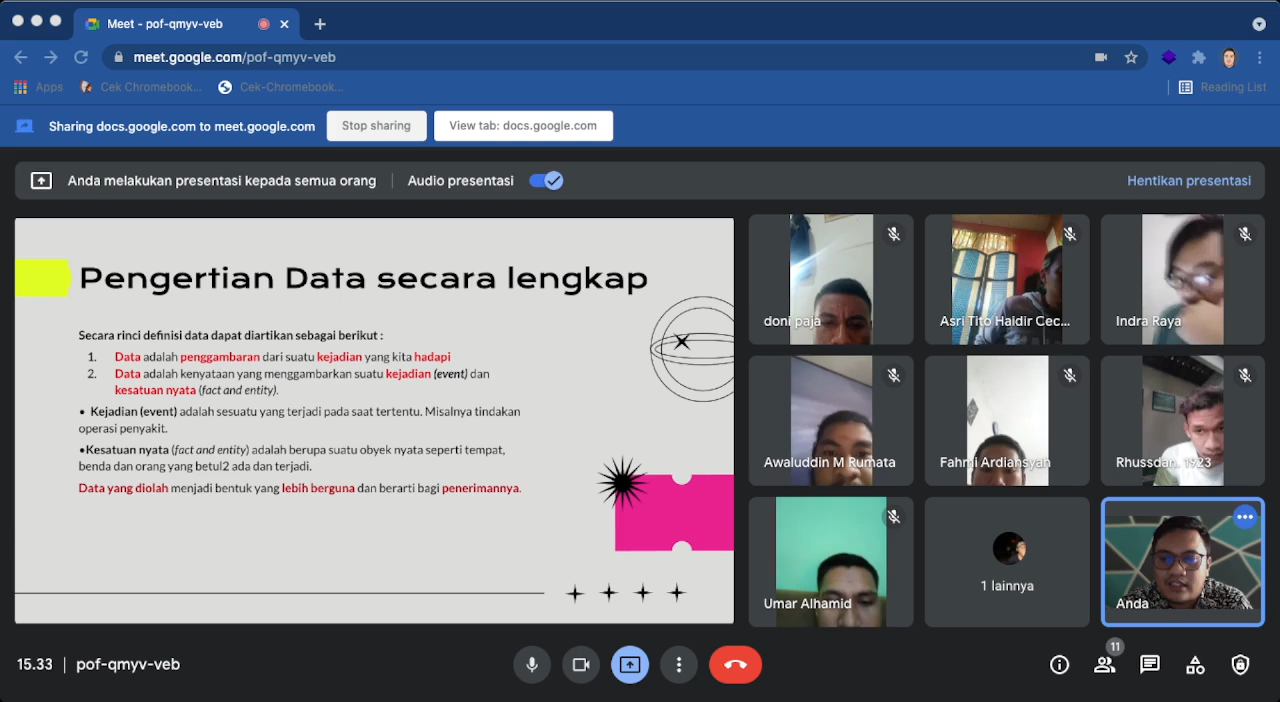 Meet - pof-qmyv-veb
meet.google.com/pof-qmyv-veb
Apps
Cek Chromebook...
Cek-Chromebook...
Reading List
Sharing docs.google.com to meet.google.com
Stop sharing
View tab: docs.google.com
Anda melakukan presentasi kepada semua orang
Audio presentasi
Hentikan presentasi
Pengertian Data secara lengkap
Secara rinci definisi data dapat diartikan sebagai berikut :
1. Data adalah penggambaran dari suatu kejadian yang kita hadapi
2. Data adalah kenyataan yang menggambarkan suatu kejadian (event) dan
kesatuan nyata (fact and entity).
• Kejadian (event) adalah sesuatu yang terjadi pada saat tertentu. Misalnya tindakan
operasi penyakit.
•Kesatuan nyata (fact and entity) adalah berupa suatu obyek nyata seperti tempat,
benda dan orang yang betul2 ada dan terjadi.
Data yang diolah menjadi bentuk yang lebih berguna dan berarti bagi penerimannya.
doni paja
Asri Tito Haidir Cec...
Indra Raya
Awaluddin M Rumata
Fahmi Ardiansyah
Rhussdan. 1923
Umar Alhamid
1 lainnya
Anda
15.33 | pof-qmyv-veb
11